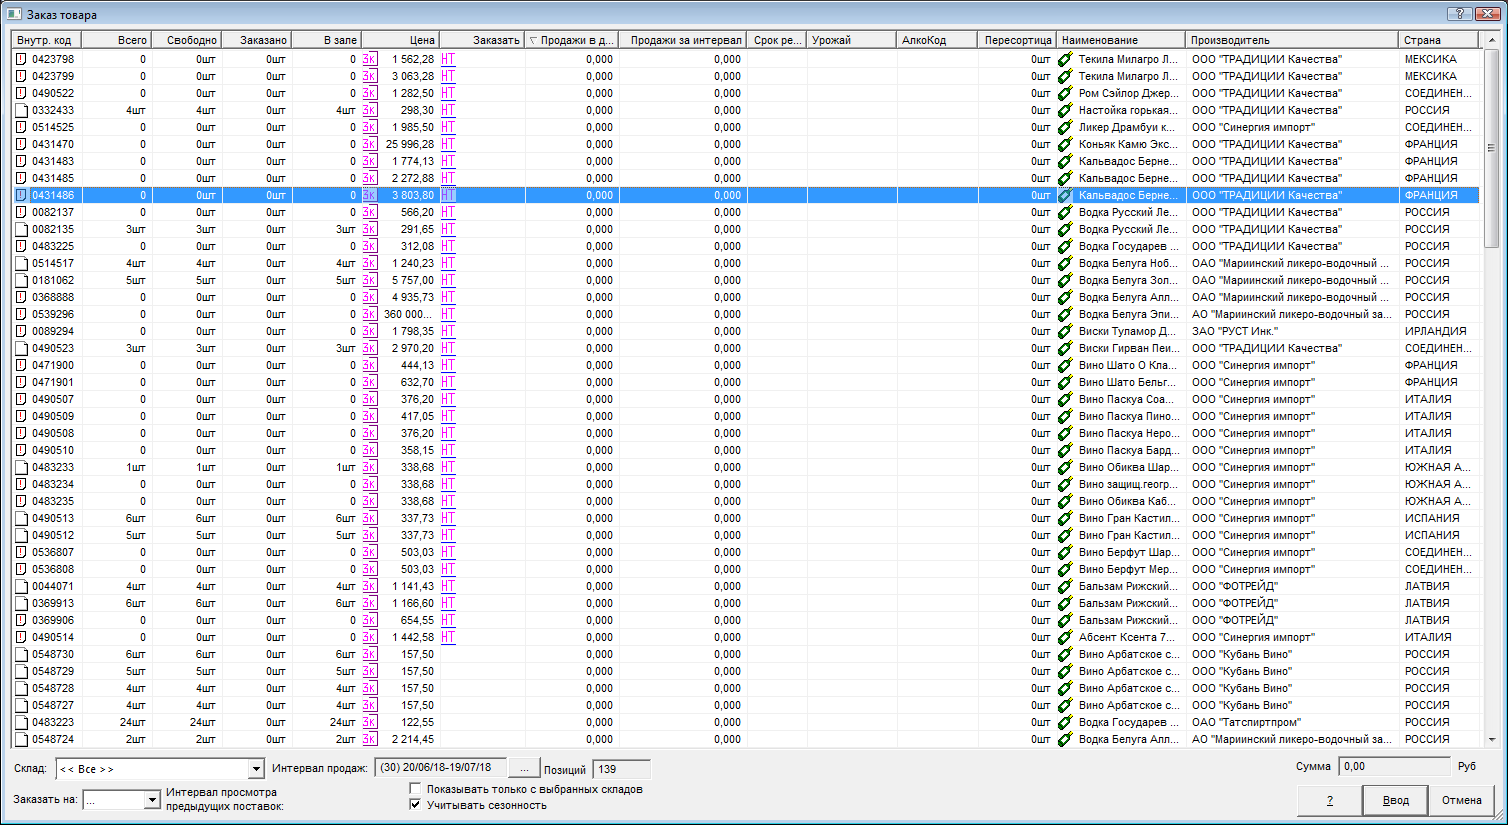 Заказ товара
Внутр. код Всего Свободно Заказано В зале Цена Заказать Продажи в д... Продажи за интервал Срок ре... Урожай АлкоКод Пересортица Наименование Производитель Страна
0423798 0 0шт 0шт 0 Зк 1 562,28 НТ 0,000 0,000 0шт Текила Милагро Л... ООО "ТРАДИЦИИ Качества" МЕКСИКА
0423799 0 0шт 0шт 0 Зк 3 063,28 НТ 0,000 0,000 0шт Текила Милагро Л... ООО "ТРАДИЦИИ Качества" МЕКСИКА
0490522 0 0шт 0шт 0 Зк 1 282,50 НТ 0,000 0,000 0шт Ром Сэйлор Джер... ООО "ТРАДИЦИИ Качества" СОЕДИНЕН...
0332433 4шт 4шт 0шт 4шт Зк 298,30 НТ 0,000 0,000 0шт Настойка горькая... ООО "ТРАДИЦИИ Качества" РОССИЯ
0514525 0 0шт 0шт 0 Зк 1 985,50 НТ 0,000 0,000 0шт Ликер Драмбуи к... ООО "Синергия импорт" СОЕДИНЕН...
0431470 0 0шт 0шт 0 Зк 25 996,28 НТ 0,000 0,000 0шт Коньяк Камю Экс... ООО "ТРАДИЦИИ Качества" ФРАНЦИЯ
0431483 0 0шт 0шт 0 Зк 1 774,13 НТ 0,000 0,000 0шт Кальвадос Берне... ООО "ТРАДИЦИИ Качества" ФРАНЦИЯ
0431485 0 0шт 0шт 0 Зк 2 272,88 НТ 0,000 0,000 0шт Кальвадос Берне... ООО "ТРАДИЦИИ Качества" ФРАНЦИЯ
0431486 0 0шт 0шт 0 Зк 3 803,80 НТ 0,000 0,000 0шт Кальвадос Берне... ООО "ТРАДИЦИИ Качества" ФРАНЦИЯ
0082137 0 0шт 0шт 0 Зк 566,20 НТ 0,000 0,000 0шт Водка Русский Ле... ООО "ТРАДИЦИИ Качества" РОССИЯ
0082135 3шт 3шт 0шт 3шт Зк 291,65 НТ 0,000 0,000 0шт Водка Русский Ле... ООО "ТРАДИЦИИ Качества" РОССИЯ
0483225 0 0шт 0шт 0 Зк 312,08 НТ 0,000 0,000 0шт Водка Государев ... ООО "ТРАДИЦИИ Качества" РОССИЯ
0514517 4шт 4шт 0шт 4шт Зк 1 240,23 НТ 0,000 0,000 0шт Водка Белуга Ноб... ОАО "Мариинский ликеро-водочный ... РОССИЯ
0181062 5шт 5шт 0шт 5шт Зк 5 757,00 НТ 0,000 0,000 0шт Водка Белуга Зол... ОАО "Мариинский ликеро-водочный ... РОССИЯ
0368888 0 0шт 0шт 0 Зк 4 935,73 НТ 0,000 0,000 0шт Водка Белуга Алл... ОАО "Мариинский ликеро-водочный ... РОССИЯ
0539296 0 0шт 0шт 0 Зк 360 000... НТ 0,000 0,000 0шт Водка Белуга Эпи... АО "Мариинский ликеро-водочный за... РОССИЯ
0089294 0 0шт 0шт 0 Зк 1 798,35 НТ 0,000 0,000 0шт Виски Туламор Д... ЗАО "РУСТ Инк." ИРЛАНДИЯ
0490523 3шт 3шт 0шт 3шт Зк 2 970,20 НТ 0,000 0,000 0шт Виски Гирван Пеи... ООО "ТРАДИЦИИ Качества" СОЕДИНЕН...
0471900 0 0шт 0шт 0 Зк 444,13 НТ 0,000 0,000 0шт Вино Шато О Кла... ООО "Синергия импорт" ФРАНЦИЯ
0471901 0 0шт 0шт 0 Зк 632,70 НТ 0,000 0,000 0шт Вино Шато Бельг... ООО "Синергия импорт" ФРАНЦИЯ
0490507 0 0шт 0шт 0 Зк 376,20 НТ 0,000 0,000 0шт Вино Паскуа Соа... ООО "Синергия импорт" ИТАЛИЯ
0490509 0 0шт 0шт 0 Зк 417,05 НТ 0,000 0,000 0шт Вино Паскуа Пино... ООО "Синергия импорт" ИТАЛИЯ
0490508 0 0шт 0шт 0 Зк 376,20 НТ 0,000 0,000 0шт Вино Паскуа Неро... ООО "Синергия импорт" ИТАЛИЯ
0490510 0 0шт 0шт 0 Зк 358,15 НТ 0,000 0,000 0шт Вино Паскуа Бард... ООО "Синергия импорт" ИТАЛИЯ
0483233 1шт 1шт 0шт 1шт Зк 338,68 НТ 0,000 0,000 0шт Вино Обиква Шар... ООО "Синергия импорт" ЮЖНАЯ А...
0483234 0 0шт 0шт 0 Зк 338,68 НТ 0,000 0,000 0шт Вино защищ.геогр... ООО "Синергия импорт" ЮЖНАЯ А...
0483235 0 0шт 0шт 0 Зк 338,68 НТ 0,000 0,000 0шт Вино Обиква Каб... ООО "Синергия импорт" ЮЖНАЯ А...
0490513 6шт 6шт 0шт 6шт Зк 337,73 НТ 0,000 0,000 0шт Вино Гран Кастил... ООО "Синергия импорт" ИСПАНИЯ
0490512 5шт 5шт 0шт 5шт Зк 337,73 НТ 0,000 0,000 0шт Вино Гран Кастил... ООО "Синергия импорт" ИСПАНИЯ
0536807 0 0шт 0шт 0 Зк 503,03 НТ 0,000 0,000 0шт Вино Берфут Шар... ООО "Синергия импорт" СОЕДИНЕН...
0536808 0 0шт 0шт 0 Зк 503,03 НТ 0,000 0,000 0шт Вино Берфут Мер... ООО "Синергия импорт" СОЕДИНЕН...
0044071 4шт 4шт 0шт 4шт Зк 1 141,43 НТ 0,000 0,000 0шт Бальзам Рижский... ООО "ФОТРЕЙД" ЛАТВИЯ
0369913 6шт 6шт 0шт 6шт Зк 1 166,60 НТ 0,000 0,000 0шт Бальзам Рижский... ООО "ФОТРЕЙД" ЛАТВИЯ
0369906 0 0шт 0шт 0 Зк 654,55 НТ 0,000 0,000 0шт Бальзам Рижский... ООО "ФОТРЕЙД" ЛАТВИЯ
0490514 0 0шт 0шт 0 Зк 1 442,58 НТ 0,000 0,000 0шт Абсент Ксента 7... ООО "Синергия импорт" ИТАЛИЯ
0548730 6шт 6шт 0шт 6шт Зк 157,50 0,000 0,000 0шт Вино Арбатское с... ООО "Кубань Вино" РОССИЯ
0548729 5шт 5шт 0шт 5шт Зк 157,50 0,000 0,000 0шт Вино Арбатское с... ООО "Кубань Вино" РОССИЯ
0548728 4шт 4шт 0шт 4шт Зк 157,50 0,000 0,000 0шт Вино Арбатское с... ООО "Кубань Вино" РОССИЯ
0548727 4шт 4шт 0шт 4шт Зк 157,50 0,000 0,000 0шт Вино Арбатское с... ООО "Кубань Вино" РОССИЯ
0483223 24шт 24шт 0шт 24шт Зк 122,55 0,000 0,000 0шт Водка Государев ... ОАО "Татспиртпром" РОССИЯ
0548724 2шт 2шт 0шт 2шт Зк 2 214,45 0,000 0,000 0шт Водка Белуга Алл... АО "Мариинский ликеро-водочный за... РОССИЯ
Склад: << Все >> Интервал продаж: (30) 20/06/18-19/07/18 ... Позиций 139 Сумма 0,00 Руб
Заказать на: ... Интервал просмотра предыдущих поставок:
Показывать только с выбранных складов
Учитывать сезонность
? Ввод Отмена